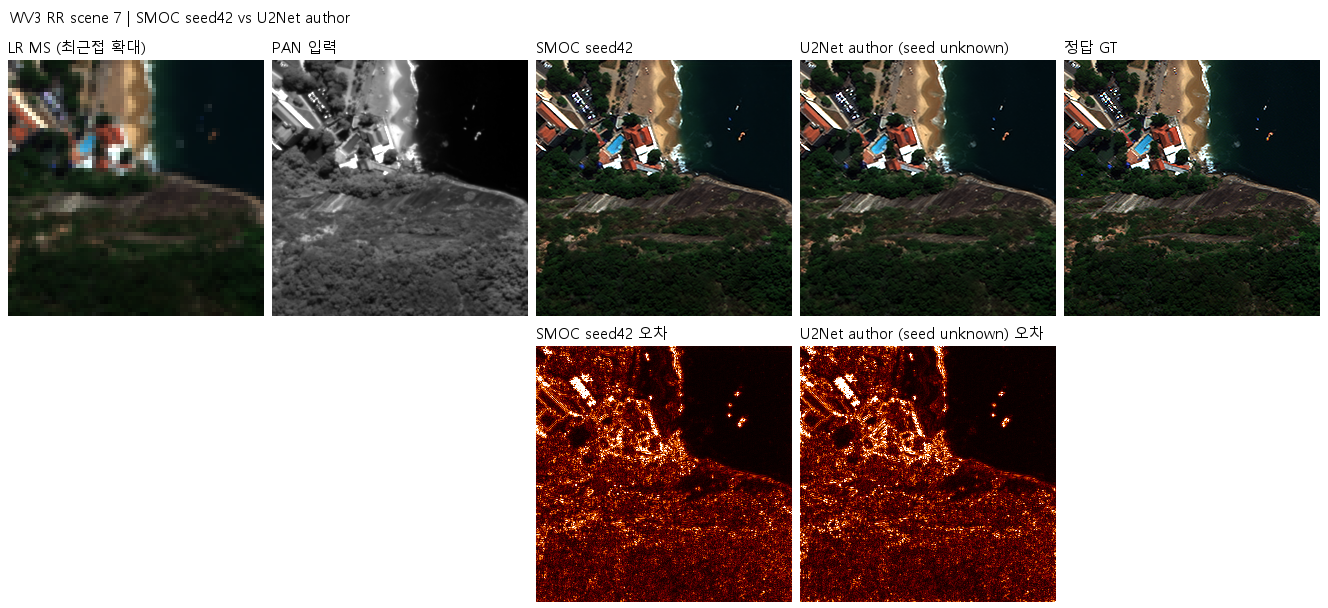 WV3 RR scene 7 | SMOC seed42 vs U2Net author
LR MS (최근접 확대)
PAN 입력
SMOC seed42
U2Net author (seed unknown)
정답 GT
SMOC seed42 오차
U2Net author (seed unknown) 오차